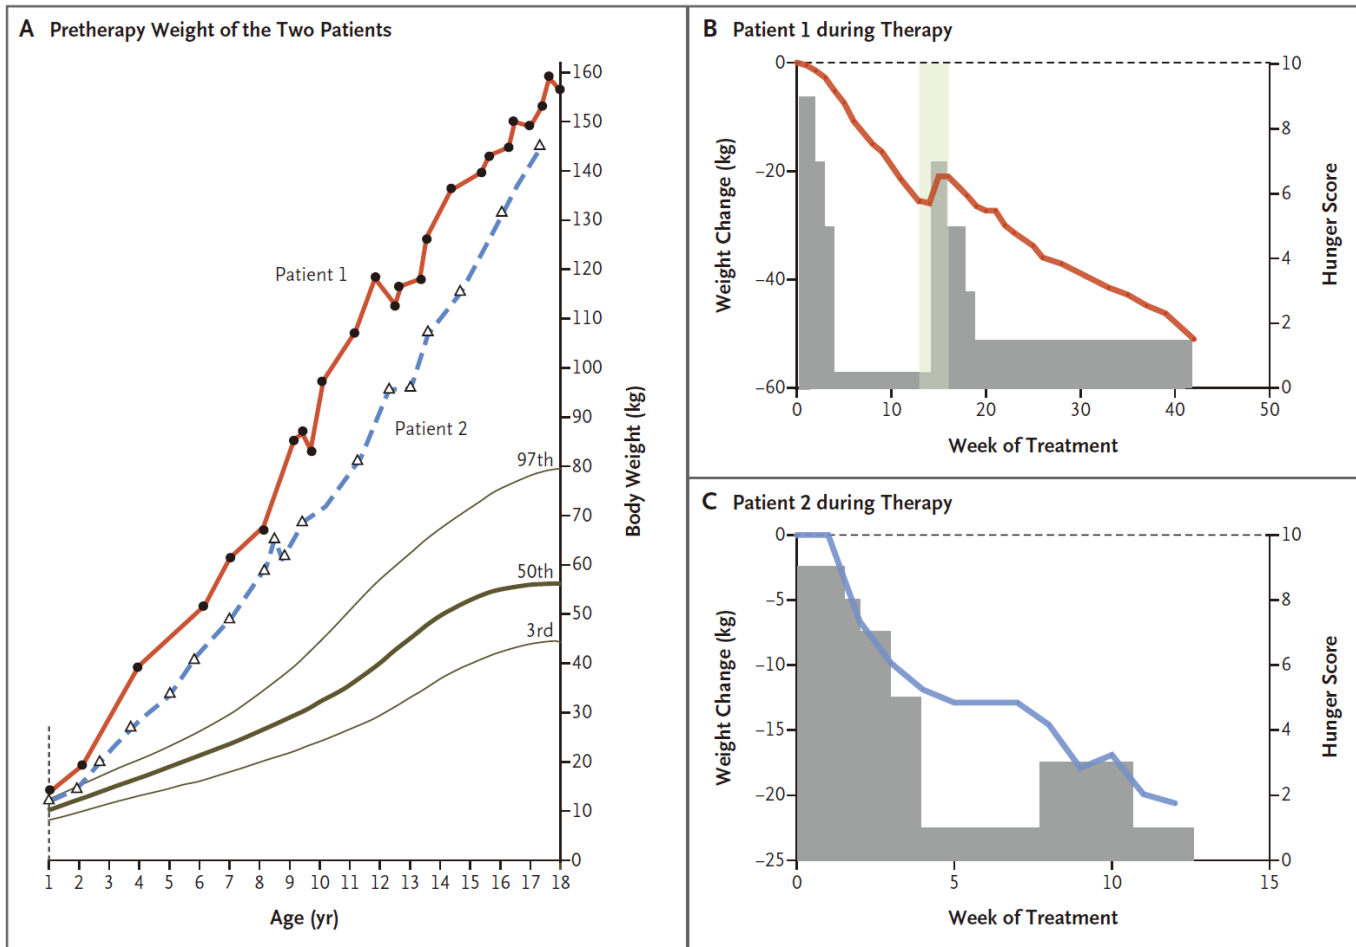 A Pretherapy Weight of the Two Patients
160
150
140
130
120
110
100
90
80
70
60
50
40
30
20
10
0
Body Weight (kg)
Patient 1
Patient 2
97th
50th
3rd
1 2 3 4 5 6 7 8 9 10 11 12 13 14 15 16 17 18
Age (yr)
B Patient 1 during Therapy
0
–20
–40
–60
Weight Change (kg)
10
8
6
4
2
0
Hunger Score
0 10 20 30 40 50
Week of Treatment
C Patient 2 during Therapy
0
–5
–10
–15
–20
–25
Weight Change (kg)
10
8
6
4
2
0
Hunger Score
0 5 10 15
Week of Treatment